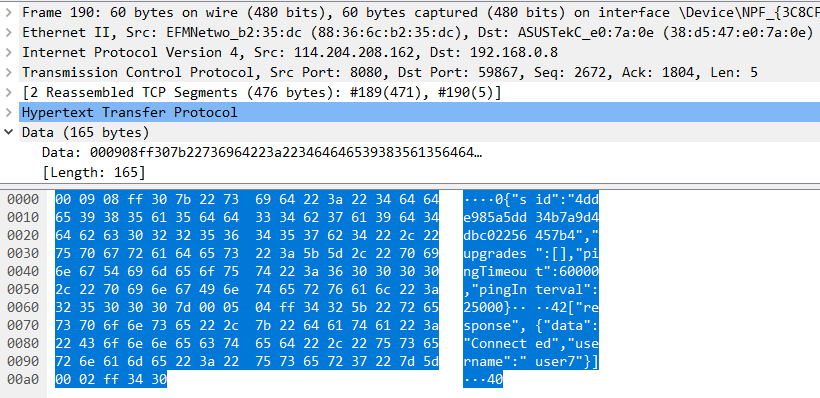 Frame 190: 60 bytes on wire (480 bits), 60 bytes captured (480 bits) on interface \Device\NPF_{3C8CF
Ethernet II, Src: EFMNetwo_b2:35:dc (88:36:6c:b2:35:dc), Dst: ASUSTekC_e0:7a:0e (38:d5:47:e0:7a:0e)
Internet Protocol Version 4, Src: 114.204.208.162, Dst: 192.168.0.8
Transmission Control Protocol, Src Port: 8080, Dst Port: 59867, Seq: 2672, Ack: 1804, Len: 5
[2 Reassembled TCP Segments (476 bytes): #189(471), #190(5)]
Hypertext Transfer Protocol
Data (165 bytes)
Data: 000908ff307b22736964223a223464646539383561356464…
[Length: 165]
0000 00 09 08 ff 30 7b 22 73 69 64 22 3a 22 34 64 64 ····0{"s id":"4dd
0010 65 39 38 35 61 35 64 64 33 34 62 37 61 39 64 34 e985a5dd 34b7a9d4
0020 64 62 63 30 32 32 35 36 34 35 37 62 34 22 2c 22 dbc02256 457b4","
0030 75 70 67 72 61 64 65 73 22 3a 5b 5d 2c 22 70 69 upgrades ":[],"pi
0040 6e 67 54 69 6d 65 6f 75 74 22 3a 36 30 30 30 30 ngTimeou t":60000
0050 2c 22 70 69 6e 67 49 6e 74 65 72 76 61 6c 22 3a ,"pingIn terval":
0060 32 35 30 30 30 7d 00 05 04 ff 34 32 5b 22 72 65 25000}·· ··42["re
0070 73 70 6f 6e 73 65 22 2c 7b 22 64 61 74 61 22 3a sponse", {"data":
0080 22 43 6f 6e 6e 65 63 74 65 64 22 2c 22 75 73 65 "Connect ed","use
0090 72 6e 61 6d 65 22 3a 22 75 73 65 72 37 22 7d 5d rname":" user7"}]
00a0 00 02 ff 34 30 ···40